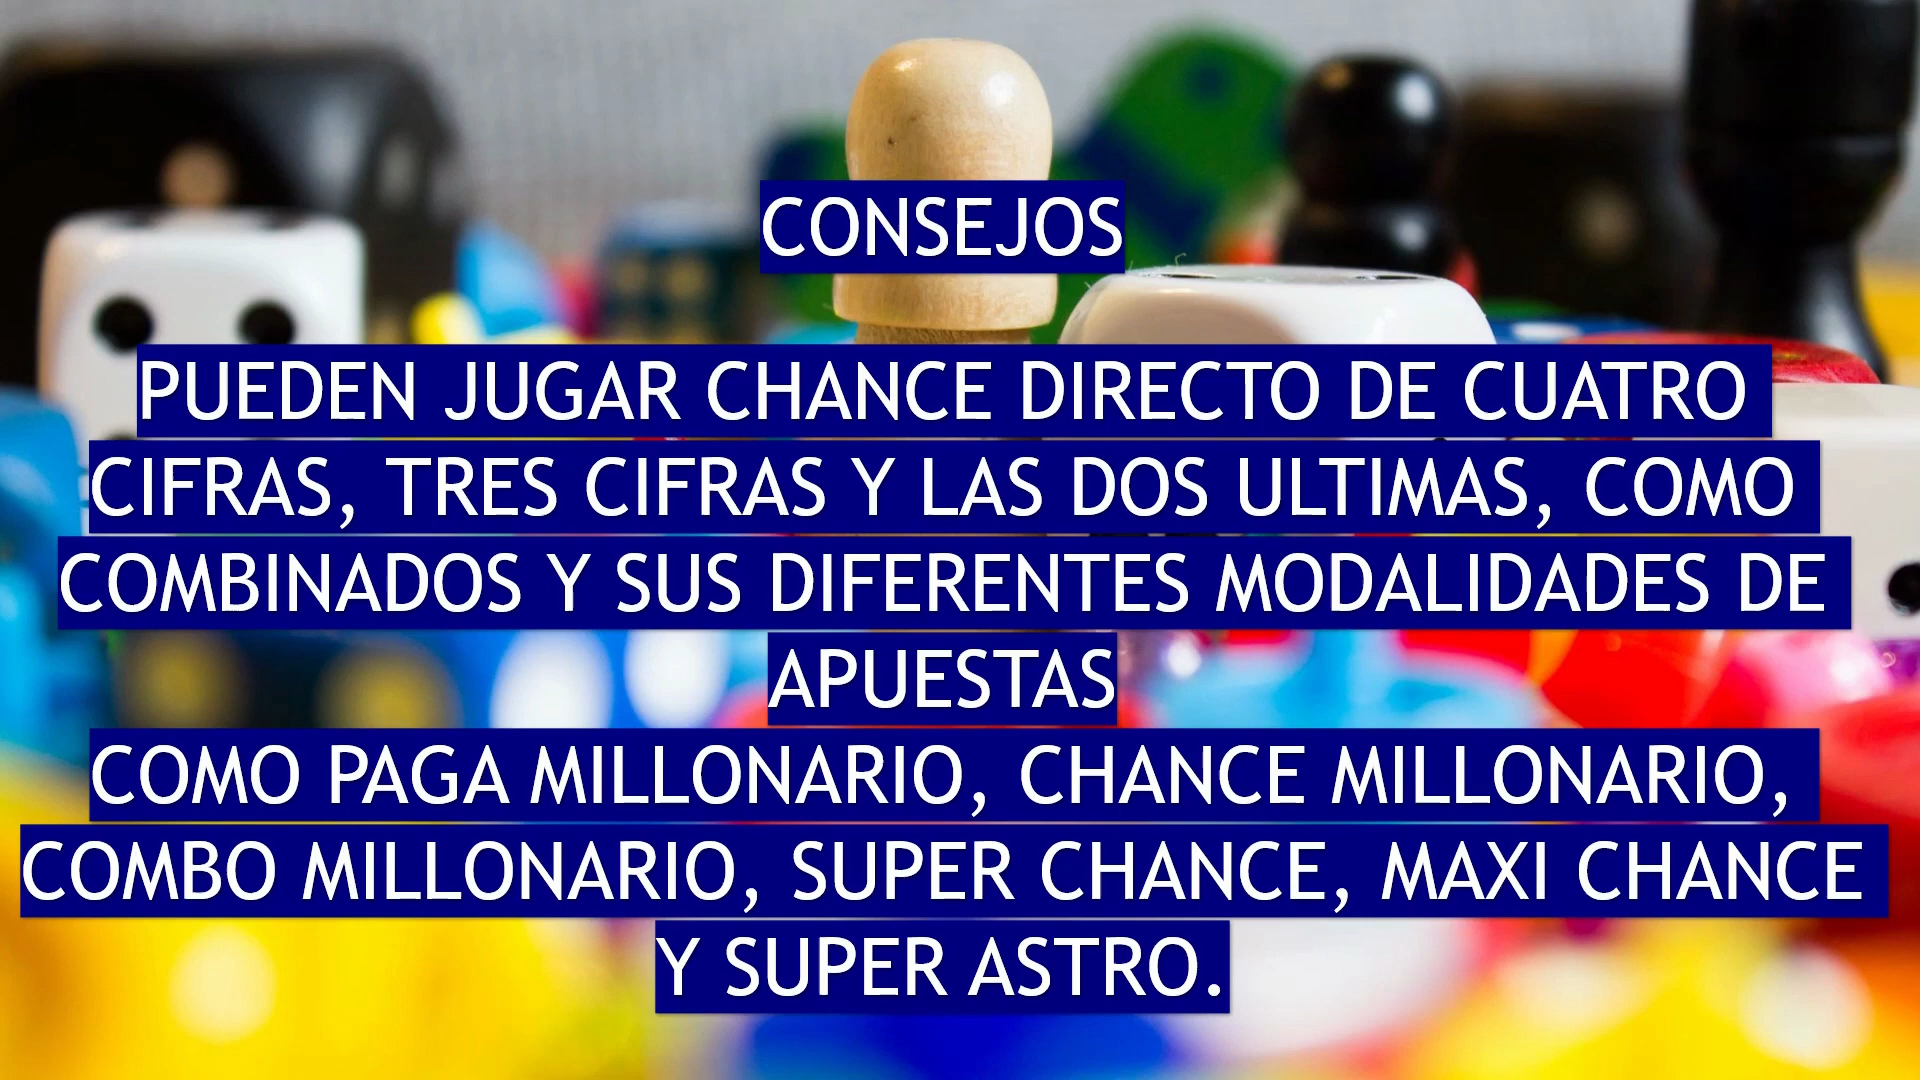 CONSEJOS
PUEDEN JUGAR CHANCE DIRECTO DE CUATRO
CIFRAS, TRES CIFRAS Y LAS DOS ULTIMAS, COMO
COMBINADOS Y SUS DIFERENTES MODALIDADES DE
APUESTAS
COMO PAGA MILLONARIO, CHANCE MILLONARIO,
COMBO MILLONARIO, SUPER CHANCE, MAXI CHANCE
Y SUPER ASTRO.